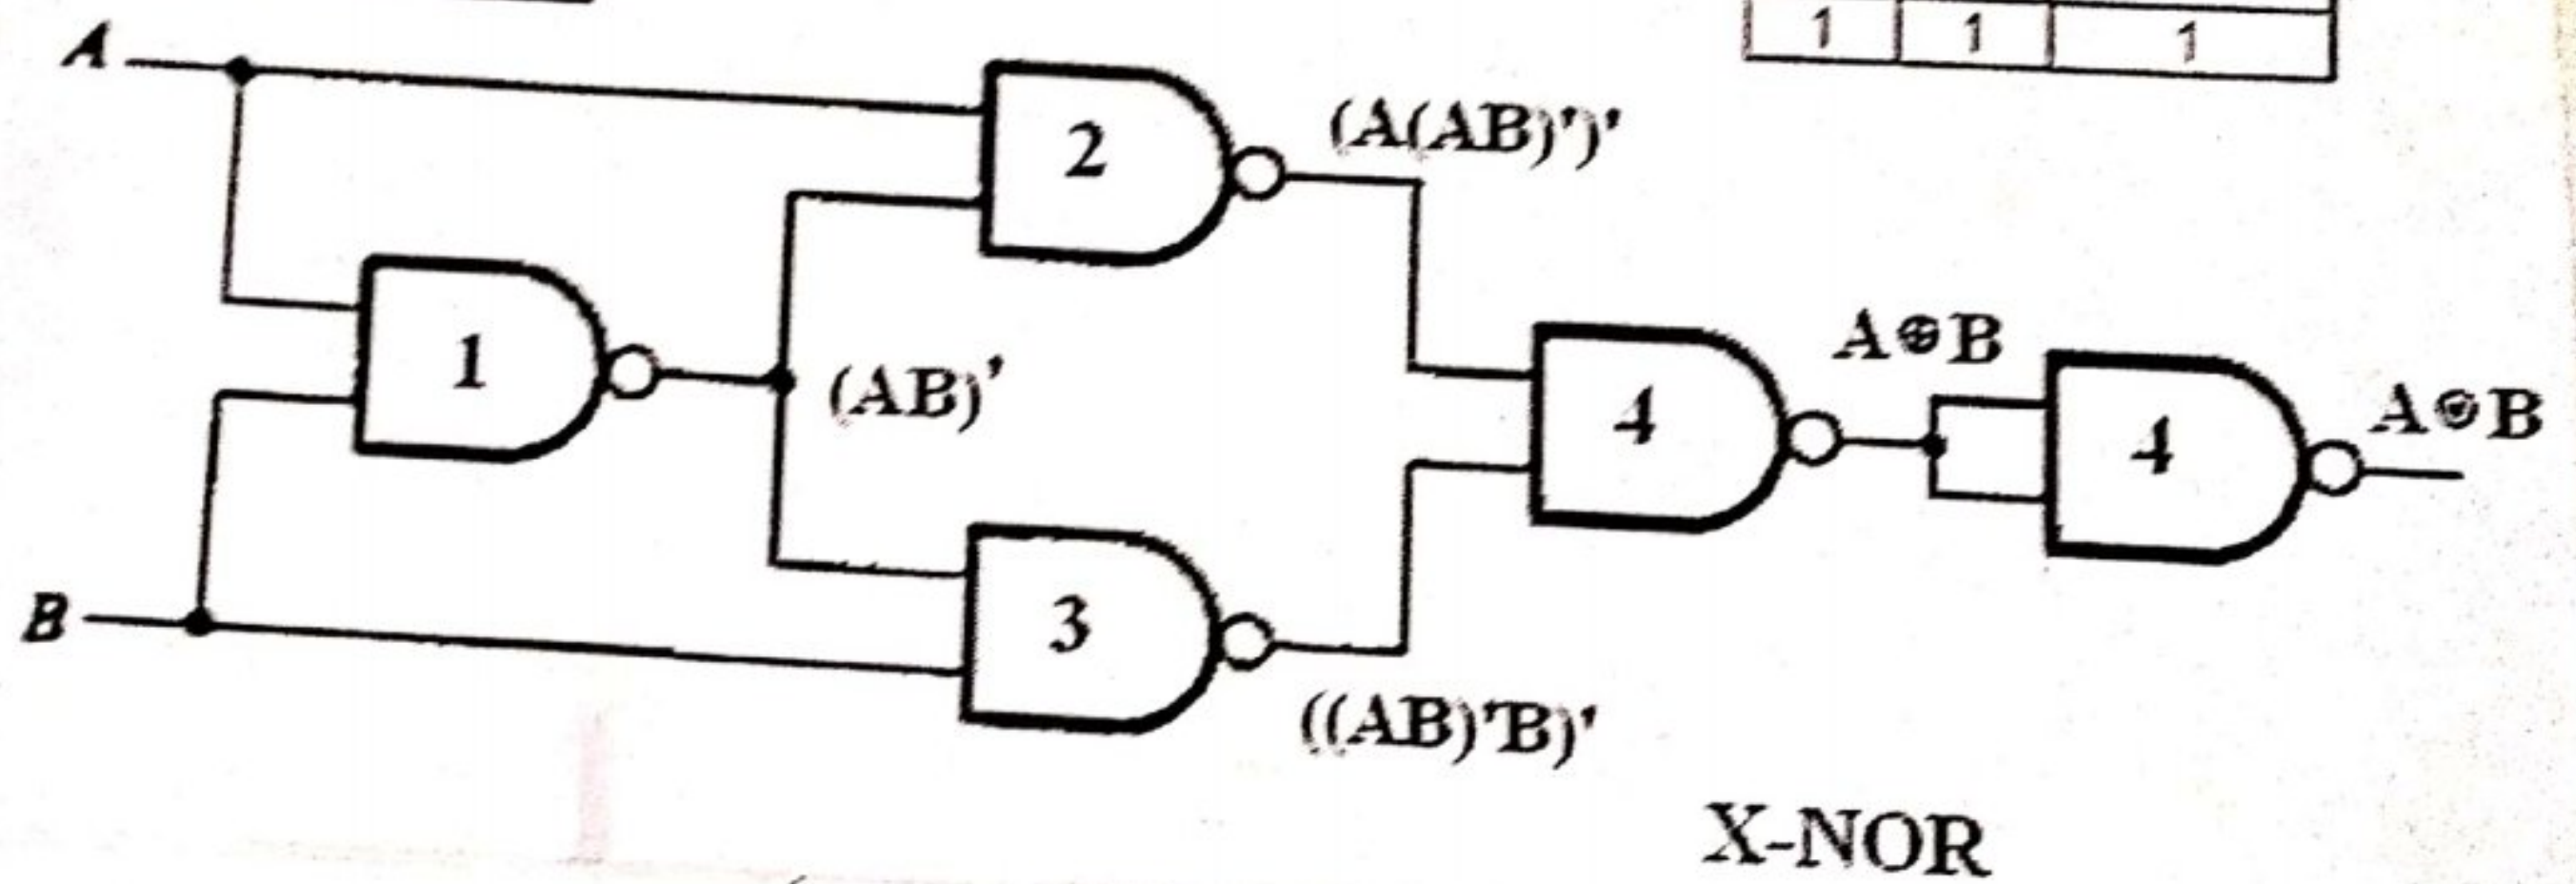 1 1 1
A
2
(A(AB)')'
1
(AB)'
4
A⊕B
4
A⊙B
B
3
((AB)'B)'
X-NOR